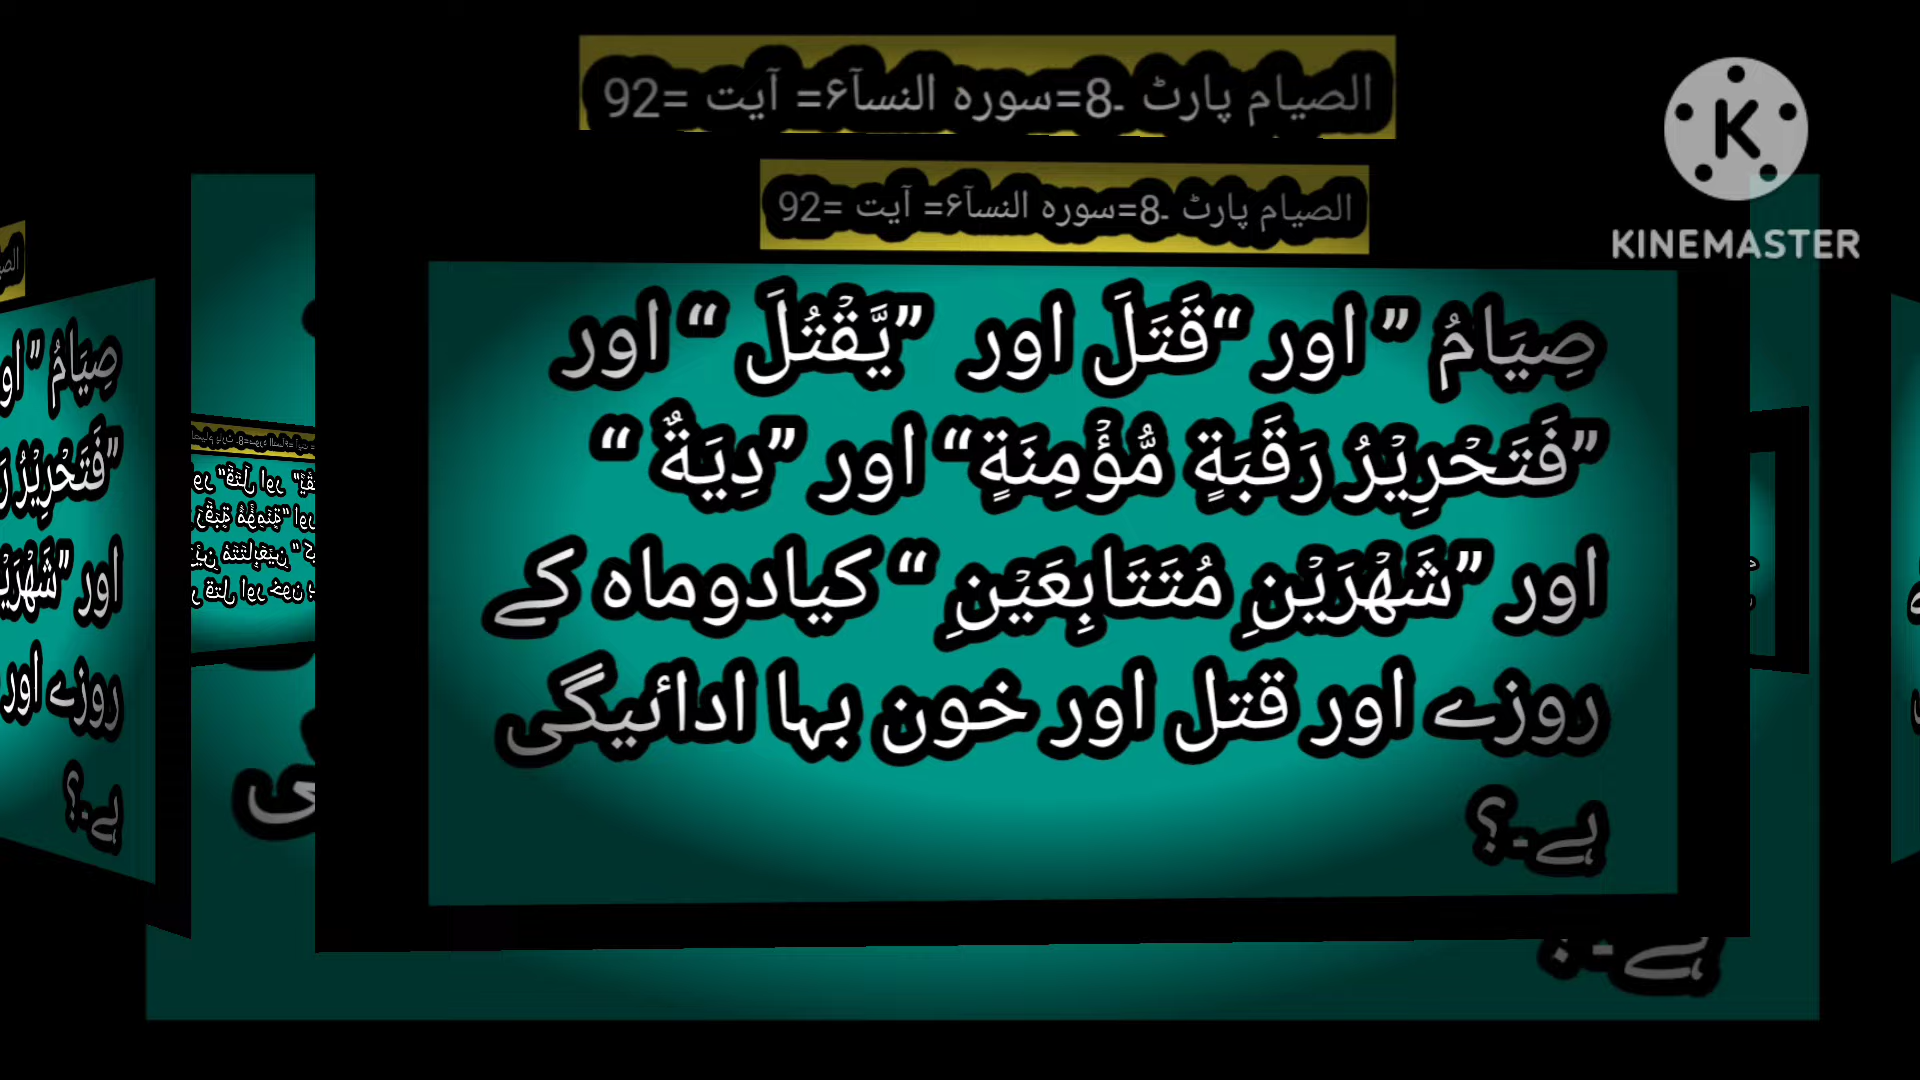 الصیام پارٹ ۔8=سورہ النسآء= آیت =92
KINEMASTER
الصیام پارٹ ۔8=سورہ النسآء= آیت =92
صِيَامُ ” اور “قَتَلَ اور ”يَّقۡتُلَ “ اور
”فَتَحۡرِيۡرُ رَقَبَةٍ مُّؤۡمِنَةٍ“ اور ”دِيَةٌ “
اور ”شَهۡرَيۡنِ مُتَتَابِعَيۡنِ “ کیادوماہ کے
روزے اور قتل اور خون بہا ادائیگی
ہے۔؟